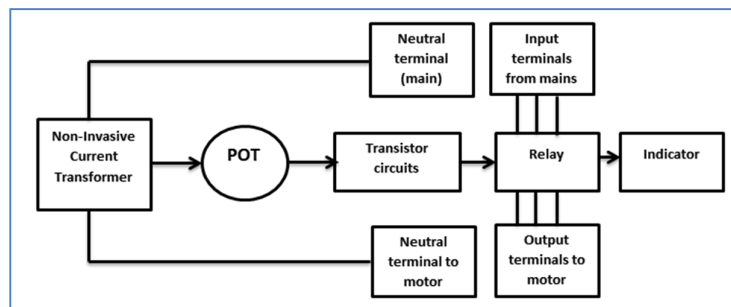 Neutral
terminal
(main)
Input
terminals
from mains
Non-Invasive
Current
Transformer
POT
Transistor
circuits
Relay
Indicator
Neutral
terminal to
motor
Output
terminals to
motor